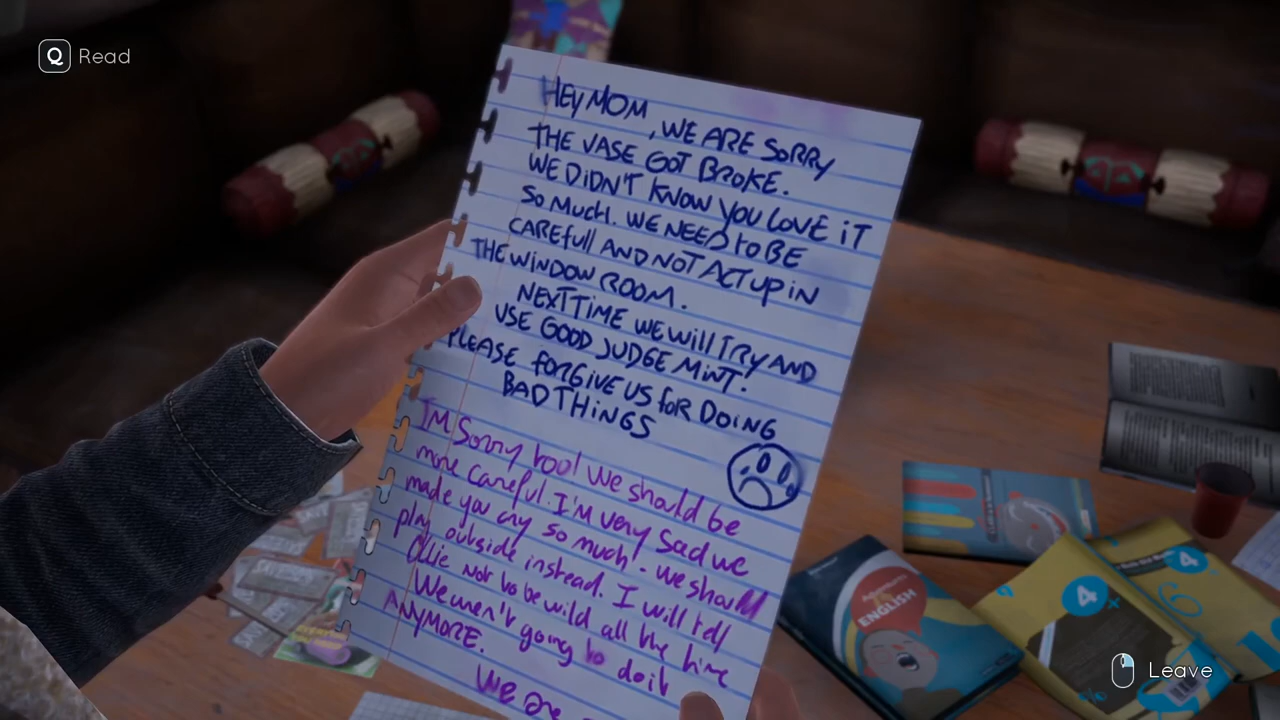 Q Read
HEY MOM, WE ARE SORRY
THE VASE GOT BROKE.
WE DIDN'T KNOW YOU LOVE IT
SO MUCH. WE NEED TO BE
CAREFUll AND NOT ACT UP IN
THE WINDOW ROOM.
NEXT TIME WE Will TRY AND
USE GOOD JUDGE MINT.
PLEASE FORGIVE US FOR DOING
BAD THINGS
I'M Sorry too! We should be
more careful. I'm very Sad we
made you cry so much! We should
play outside instead. I will tell
Ollie not to be wild all the time
We weren't going to do it
ANYMORE.
We are
ENGLISH
4
4
Leave